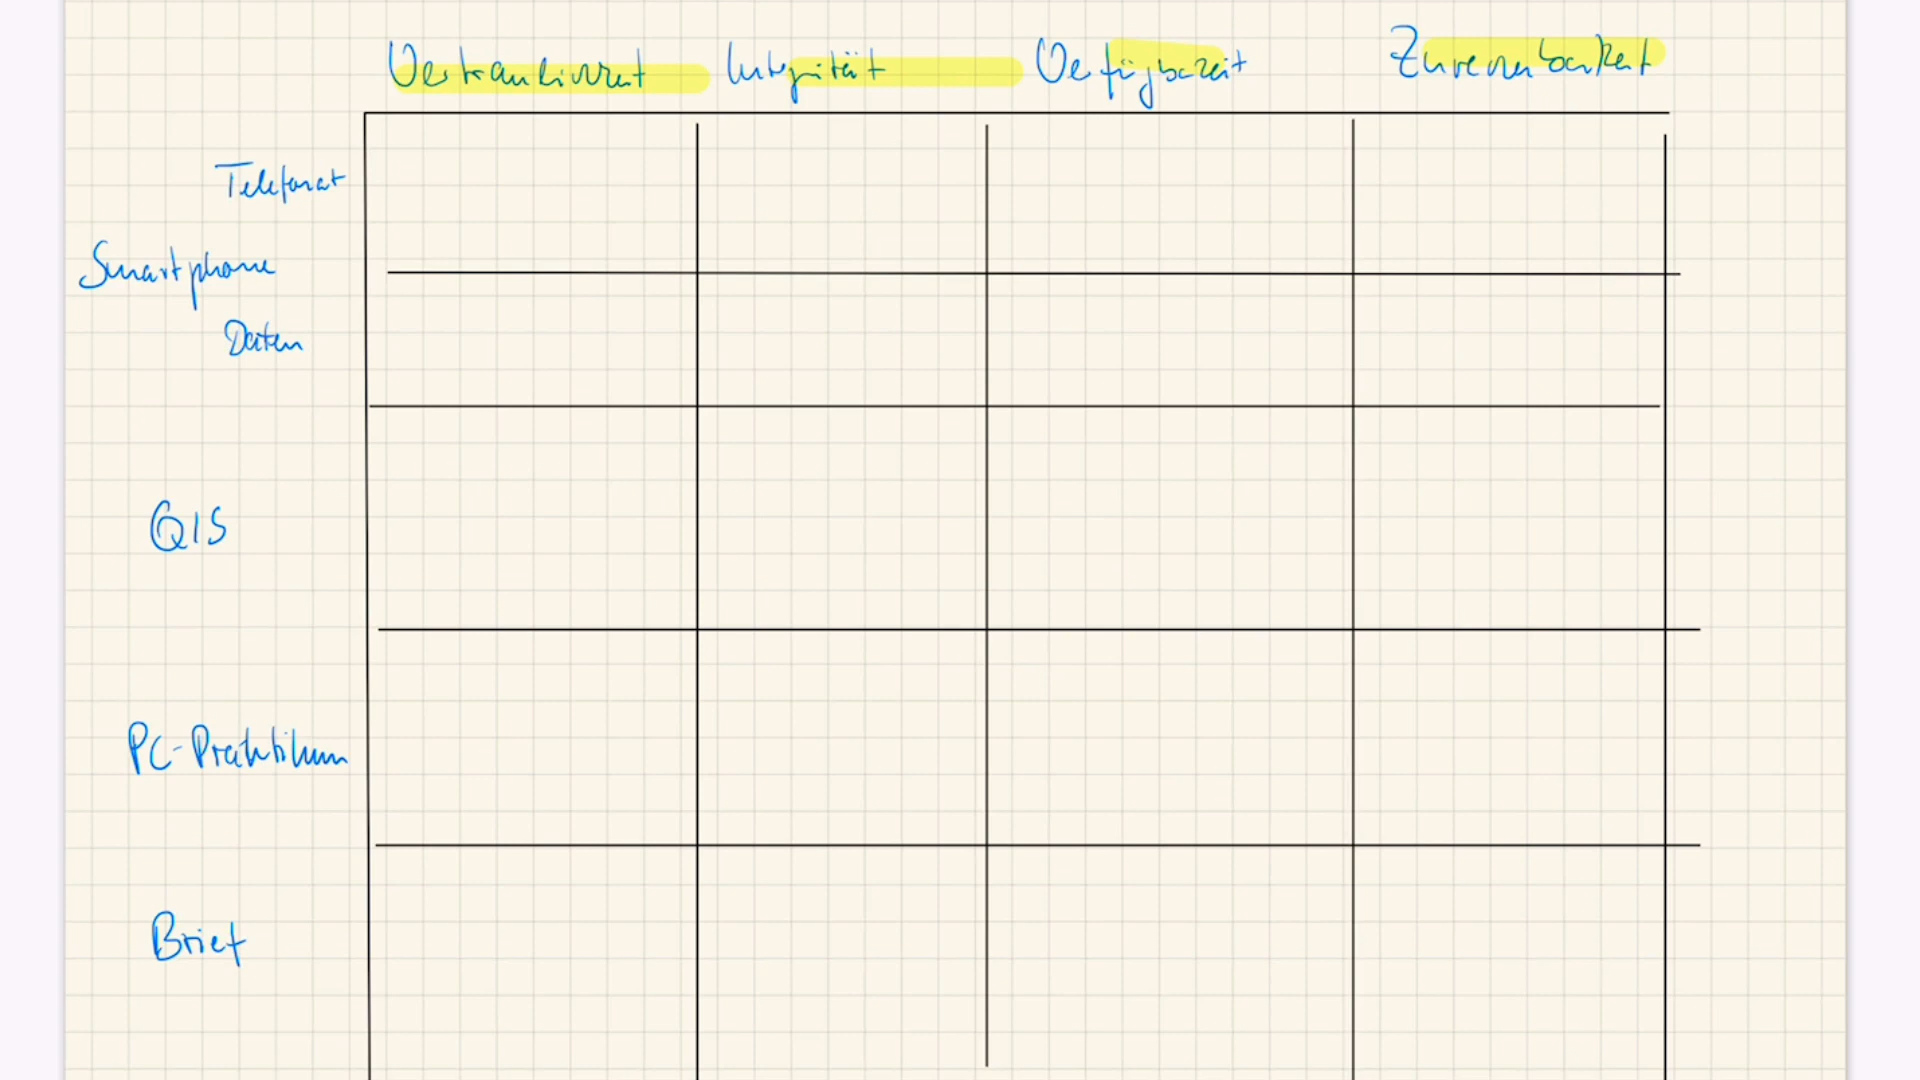 Vertraulichkeit Integrität Verfügbarkeit Zurechenbarkeit
Telefonat
Smartphone
Daten
QIS
PC-Praktikum
Brief